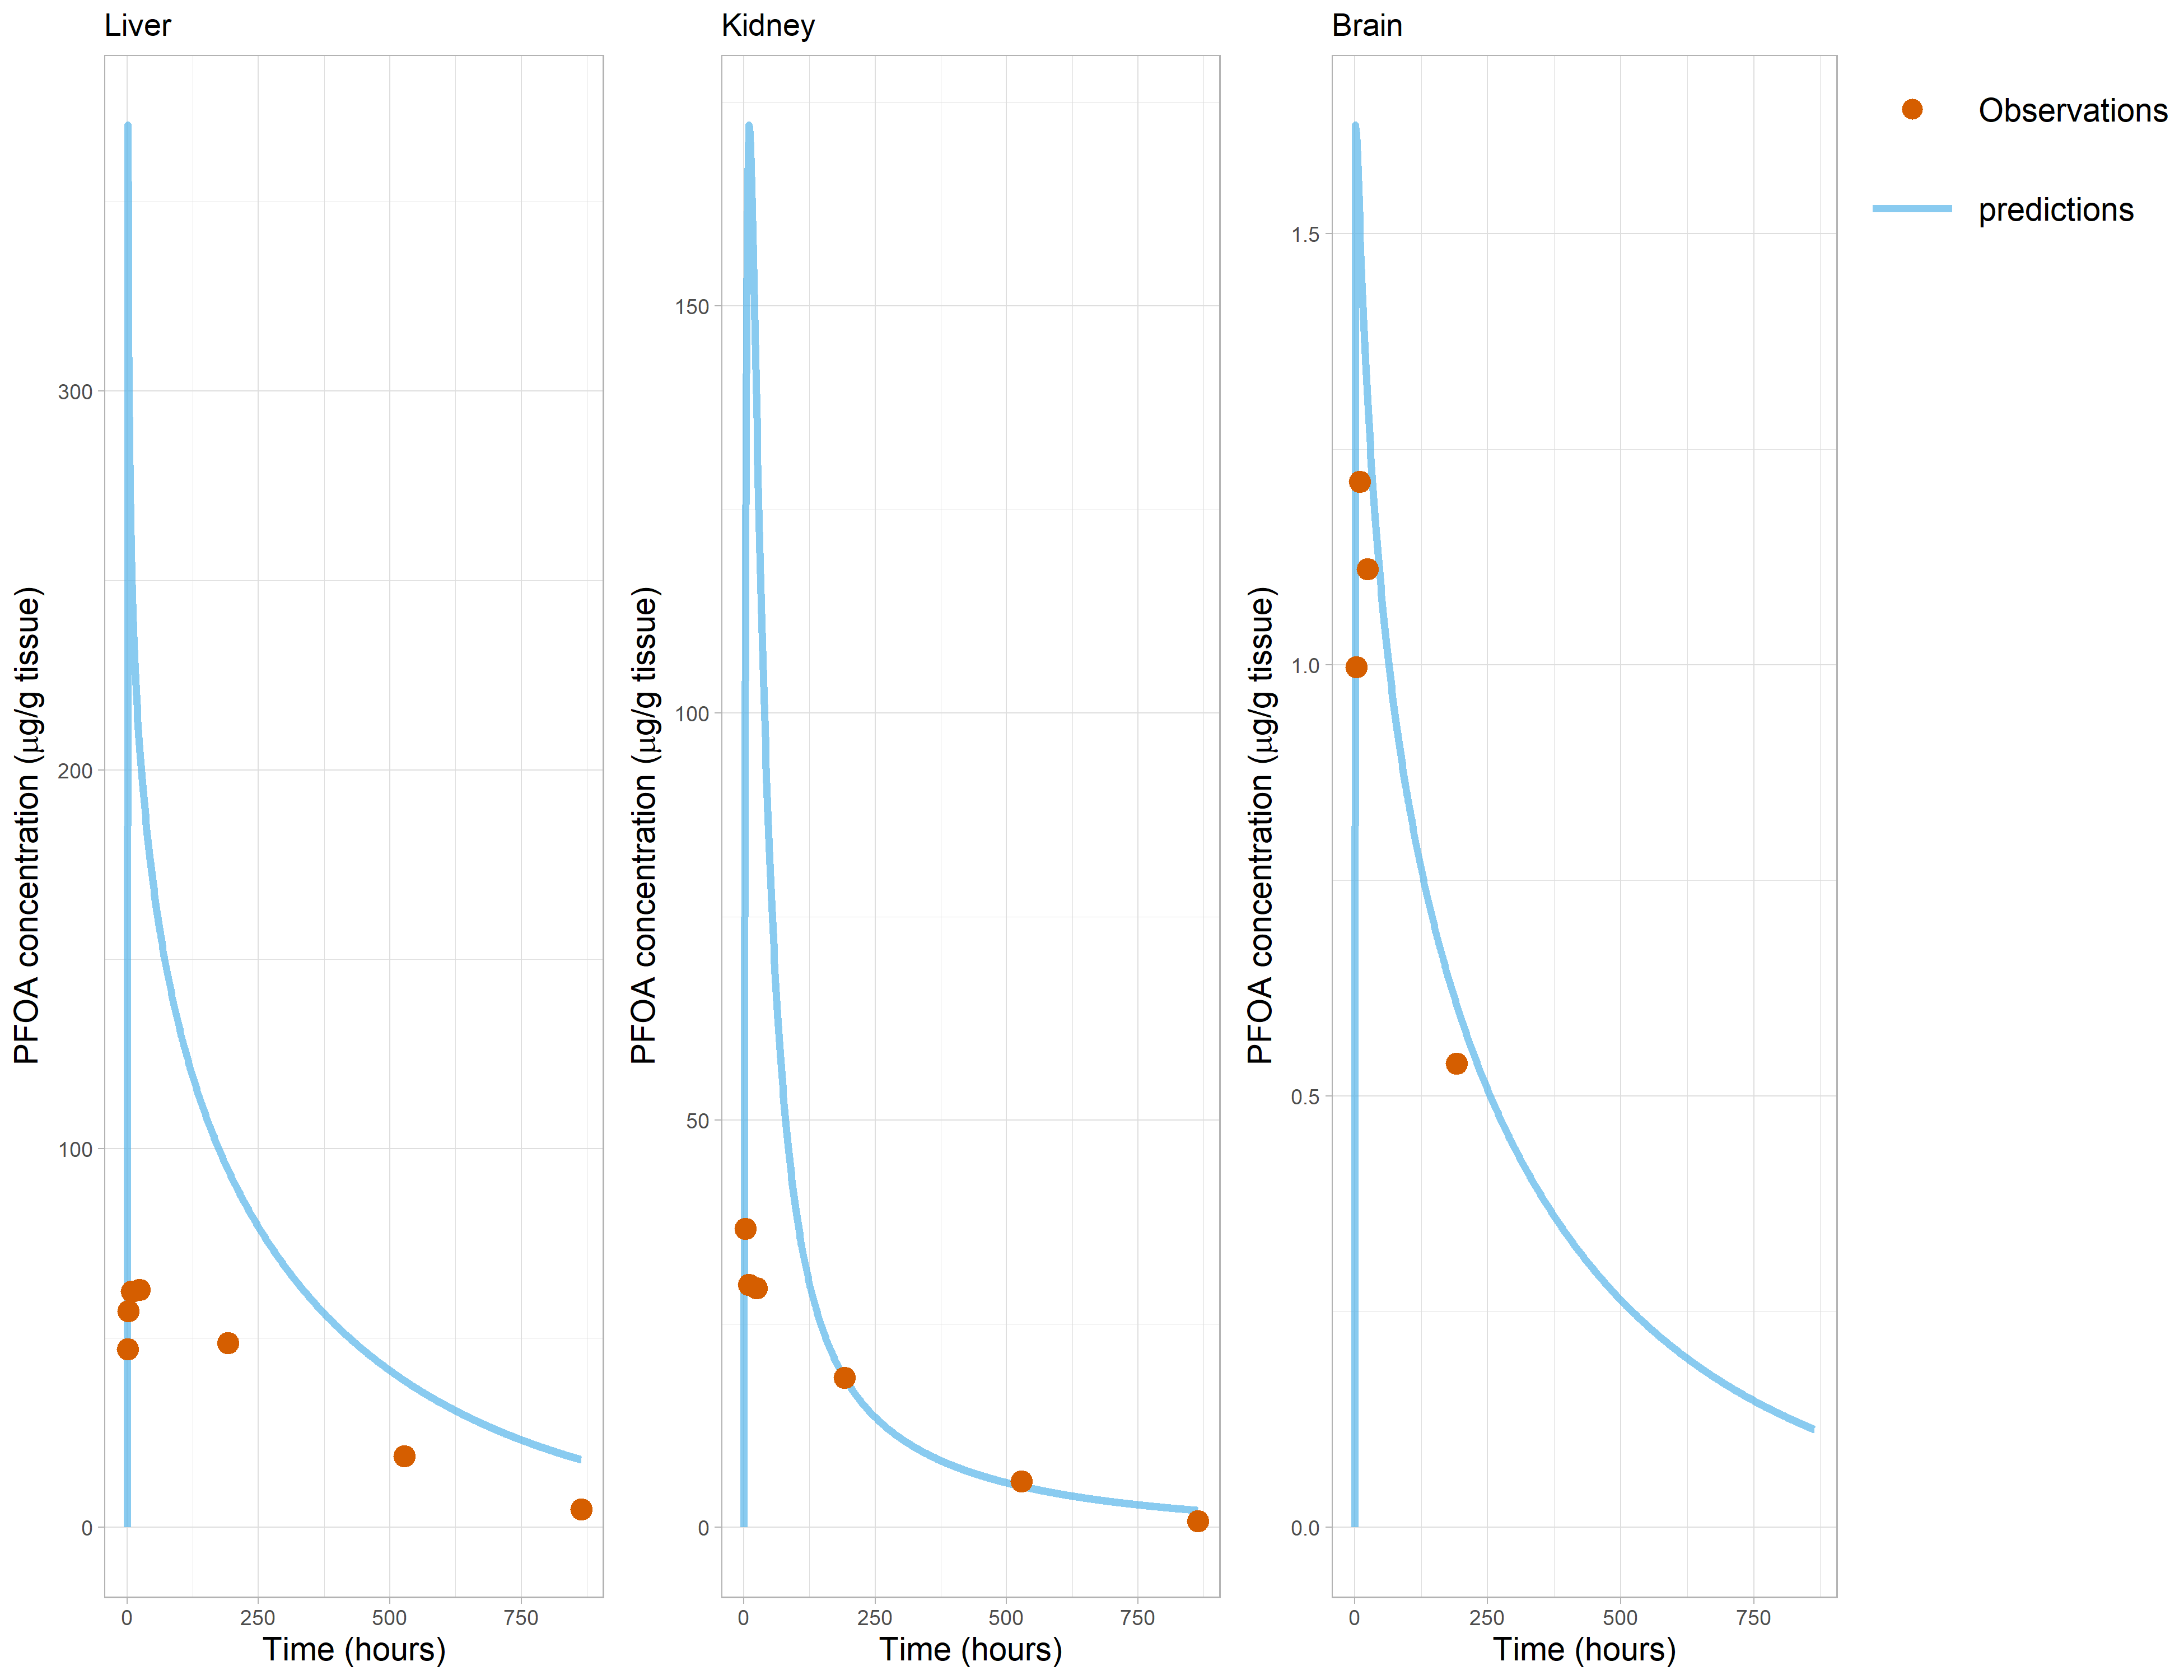 Liver
Kidney
Brain
Observations
predictions
PFOA concentration (μg/g tissue)
300
200
100
0
0 250 500 750
Time (hours)
PFOA concentration (μg/g tissue)
150
100
50
0
0 250 500 750
Time (hours)
PFOA concentration (μg/g tissue)
1.5
1.0
0.5
0.0
0 250 500 750
Time (hours)